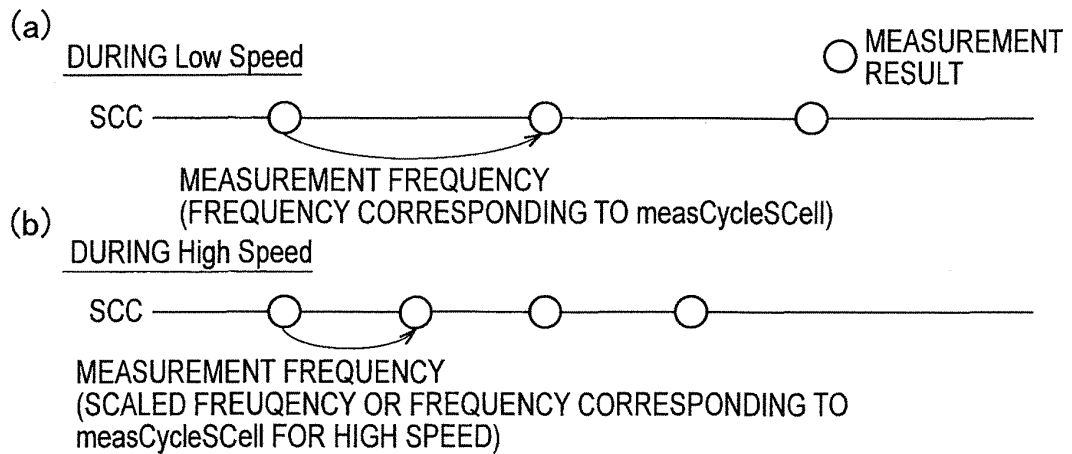 (a)
DURING Low Speed
MEASUREMENT
RESULT
SCC
MEASUREMENT FREQUENCY
(FREQUENCY CORRESPONDING TO measCycleSCell)
(b)
DURING High Speed
SCC
MEASUREMENT FREQUENCY
(SCALED FREUQENCY OR FREQUENCY CORRESPONDING TO
measCycleSCell FOR HIGH SPEED)